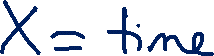 X = time